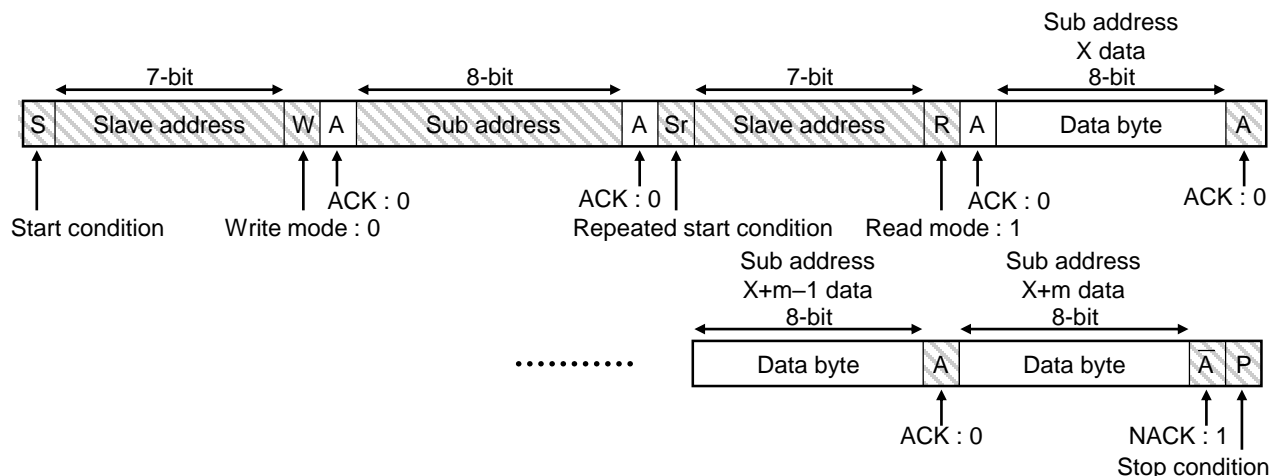 Sub address
X data
7-bit 8-bit 7-bit 8-bit
S Slave address W A Sub address A Sr Slave address R A Data byte A
ACK : 0 ACK : 0 ACK : 0 ACK : 0
Start condition Write mode : 0 Repeated start condition Read mode : 1
Sub address Sub address
X+m–1 data X+m data
8-bit 8-bit
Data byte A Data byte A̅ P
ACK : 0 NACK : 1
Stop condition